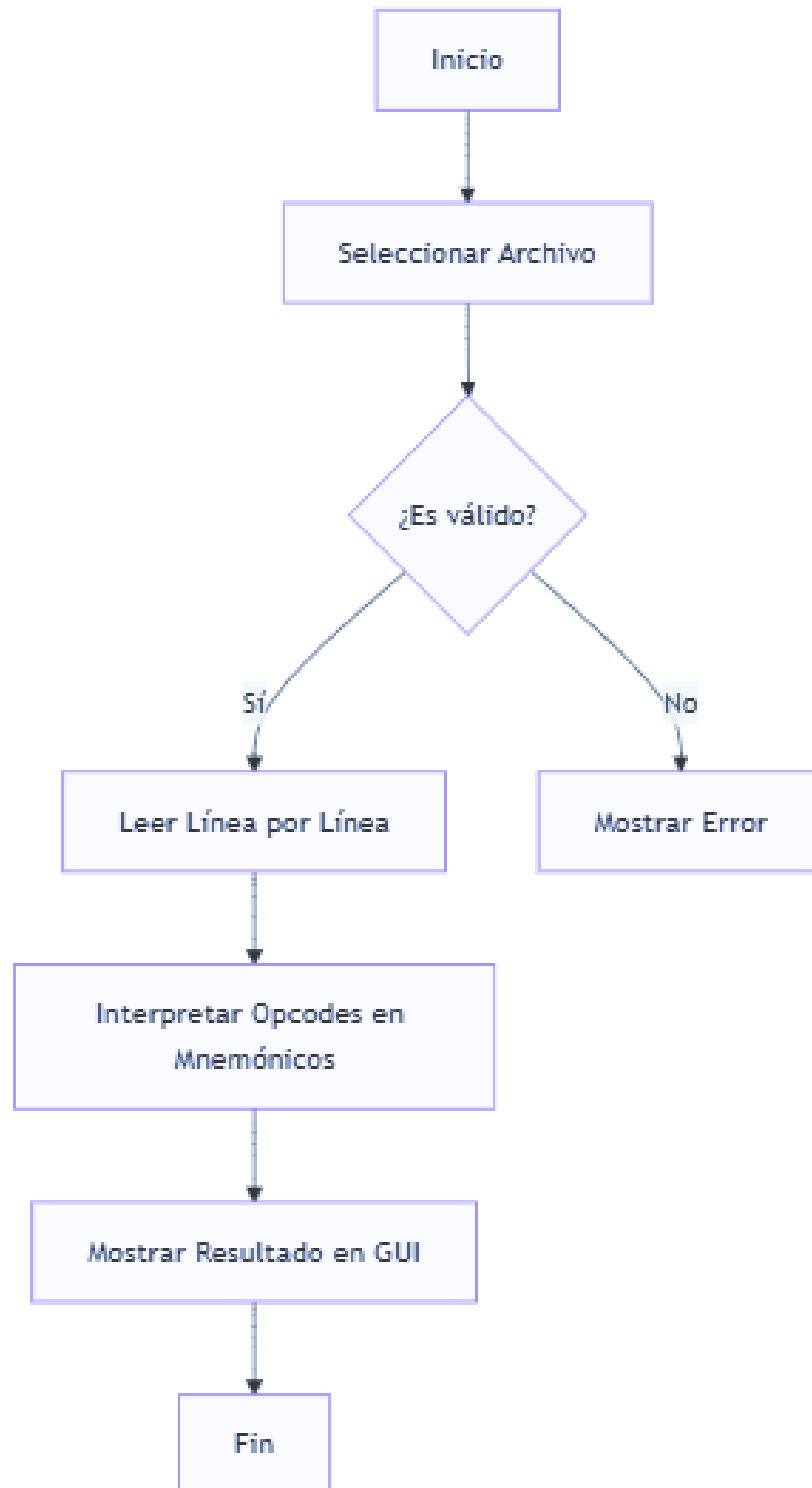 Inicio
Seleccionar Archivo
¿Es válido?
Sí
No
Leer Línea por Línea
Mostrar Error
Interpretar Opcodes en
Mnemónicos
Mostrar Resultado en GUI
Fin